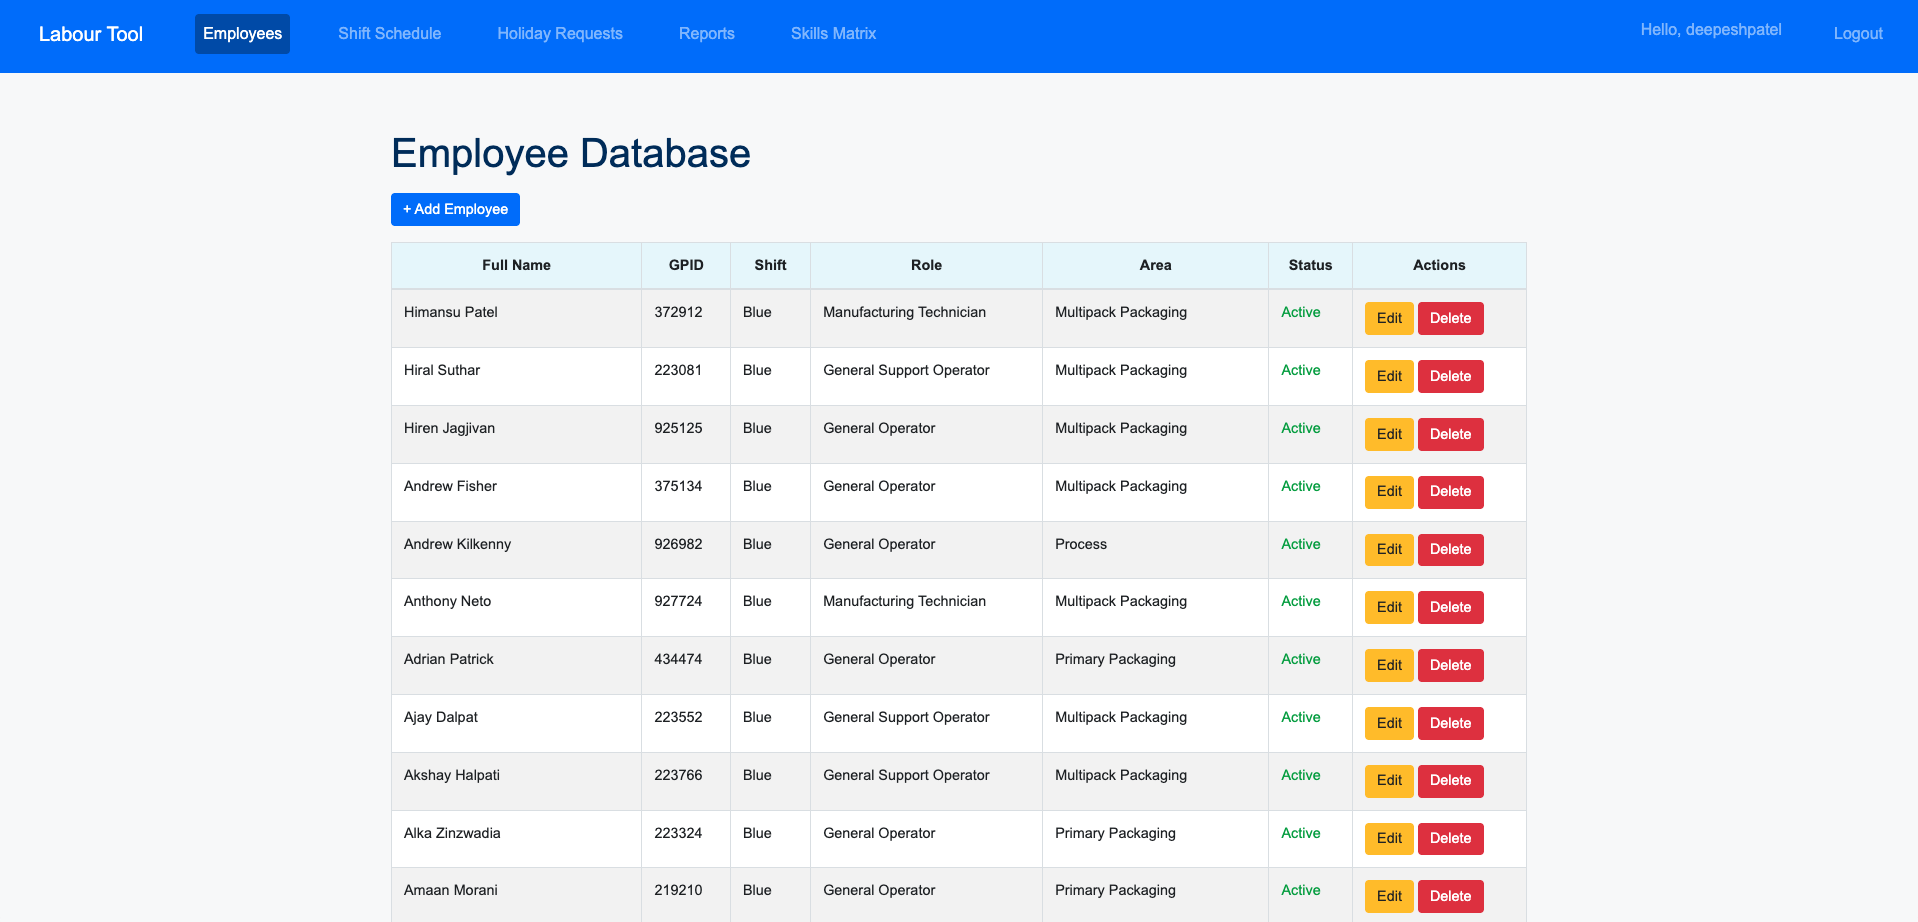 Labour Tool Employees Shift Schedule Holiday Requests Reports Skills Matrix Hello, deepeshpatel Logout
Employee Database
+ Add Employee
Full Name GPID Shift Role Area Status Actions
Himansu Patel 372912 Blue Manufacturing Technician Multipack Packaging Active Edit Delete
Hiral Suthar 223081 Blue General Support Operator Multipack Packaging Active Edit Delete
Hiren Jagjivan 925125 Blue General Operator Multipack Packaging Active Edit Delete
Andrew Fisher 375134 Blue General Operator Multipack Packaging Active Edit Delete
Andrew Kilkenny 926982 Blue General Operator Process Active Edit Delete
Anthony Neto 927724 Blue Manufacturing Technician Multipack Packaging Active Edit Delete
Adrian Patrick 434474 Blue General Operator Primary Packaging Active Edit Delete
Ajay Dalpat 223552 Blue General Support Operator Multipack Packaging Active Edit Delete
Akshay Halpati 223766 Blue General Support Operator Multipack Packaging Active Edit Delete
Alka Zinzwadia 223324 Blue General Operator Primary Packaging Active Edit Delete
Amaan Morani 219210 Blue General Operator Primary Packaging Active Edit Delete